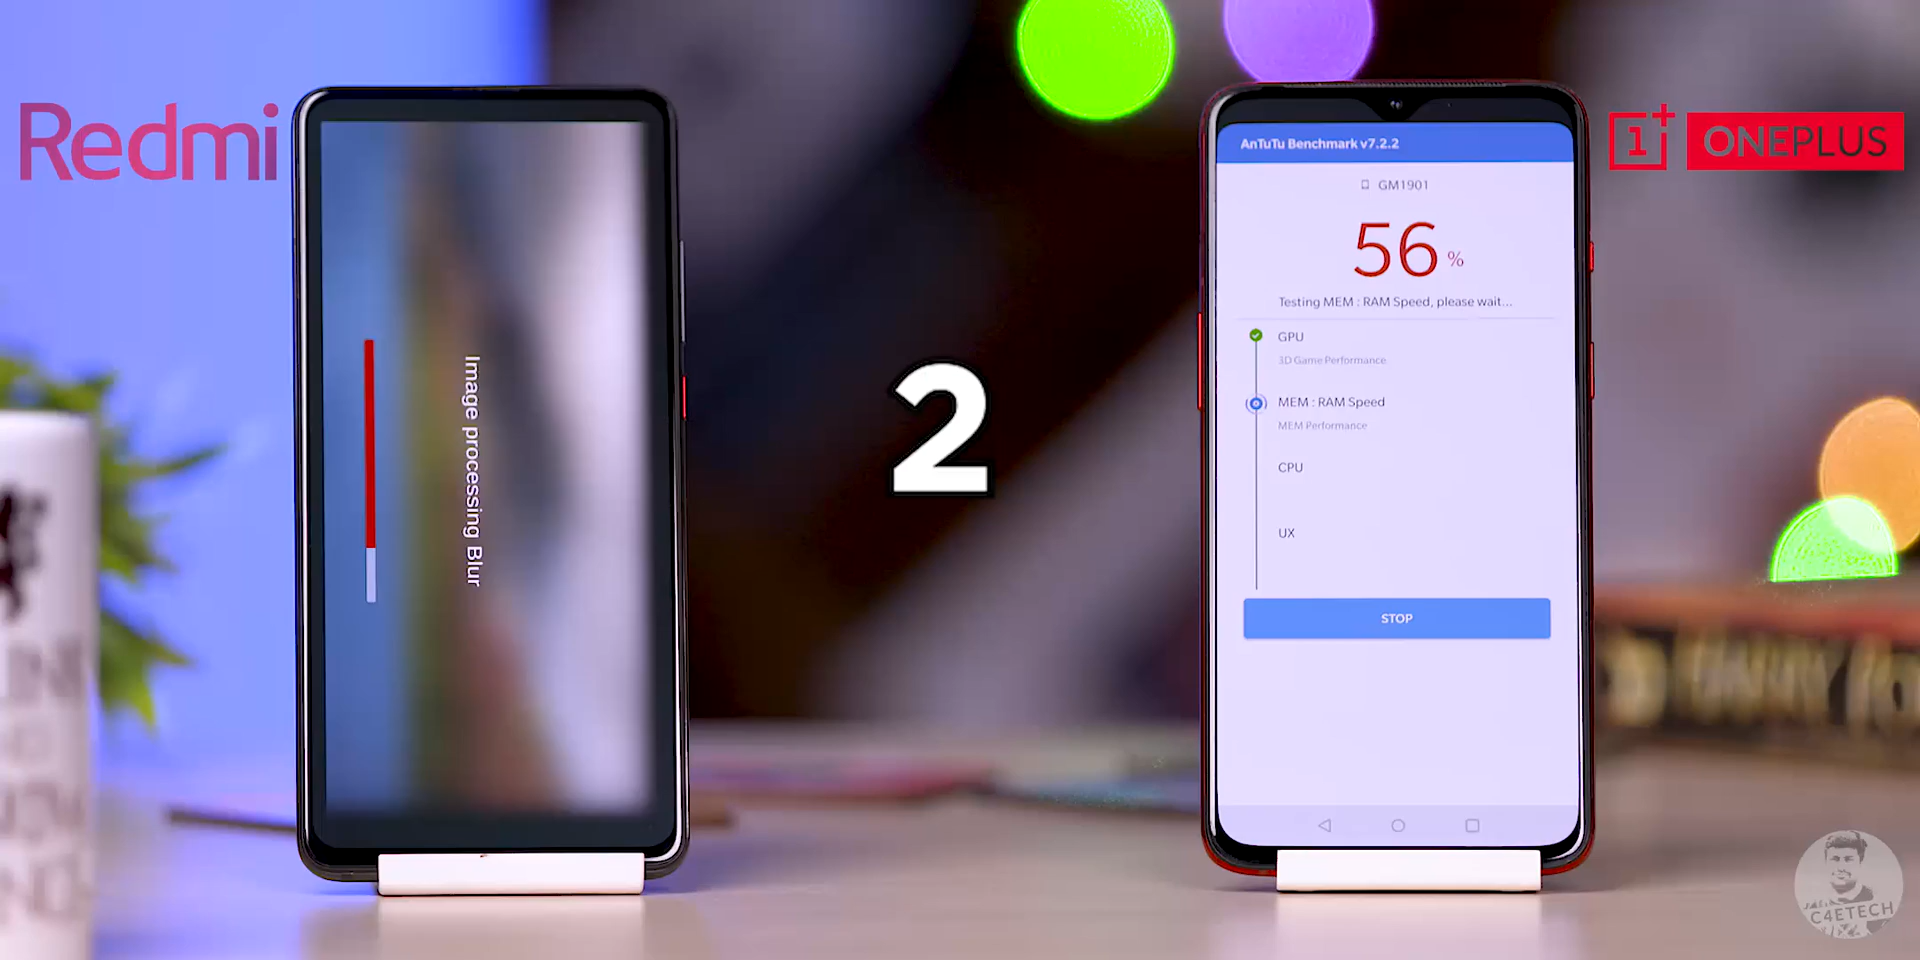 Redmi
Image processing Blur
2
AnTuTu Benchmark v7.2.2
GM1901
56 %
Testing MEM : RAM Speed, please wait...
GPU
3D Game Performance
MEM : RAM Speed
MEM Performance
CPU
UX
STOP
1+ ONEPLUS
C4ETECH